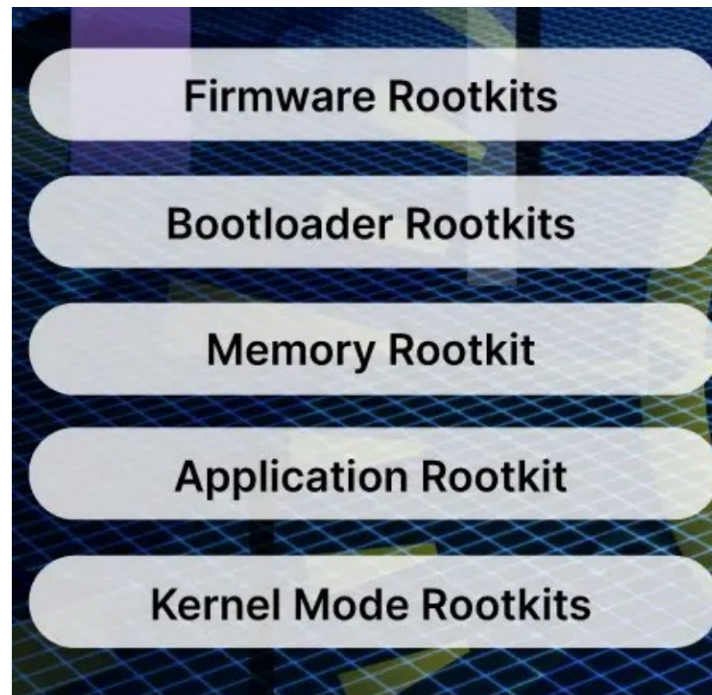 Firmware Rootkits
Bootloader Rootkits
Memory Rootkit
Application Rootkit
Kernel Mode Rootkits